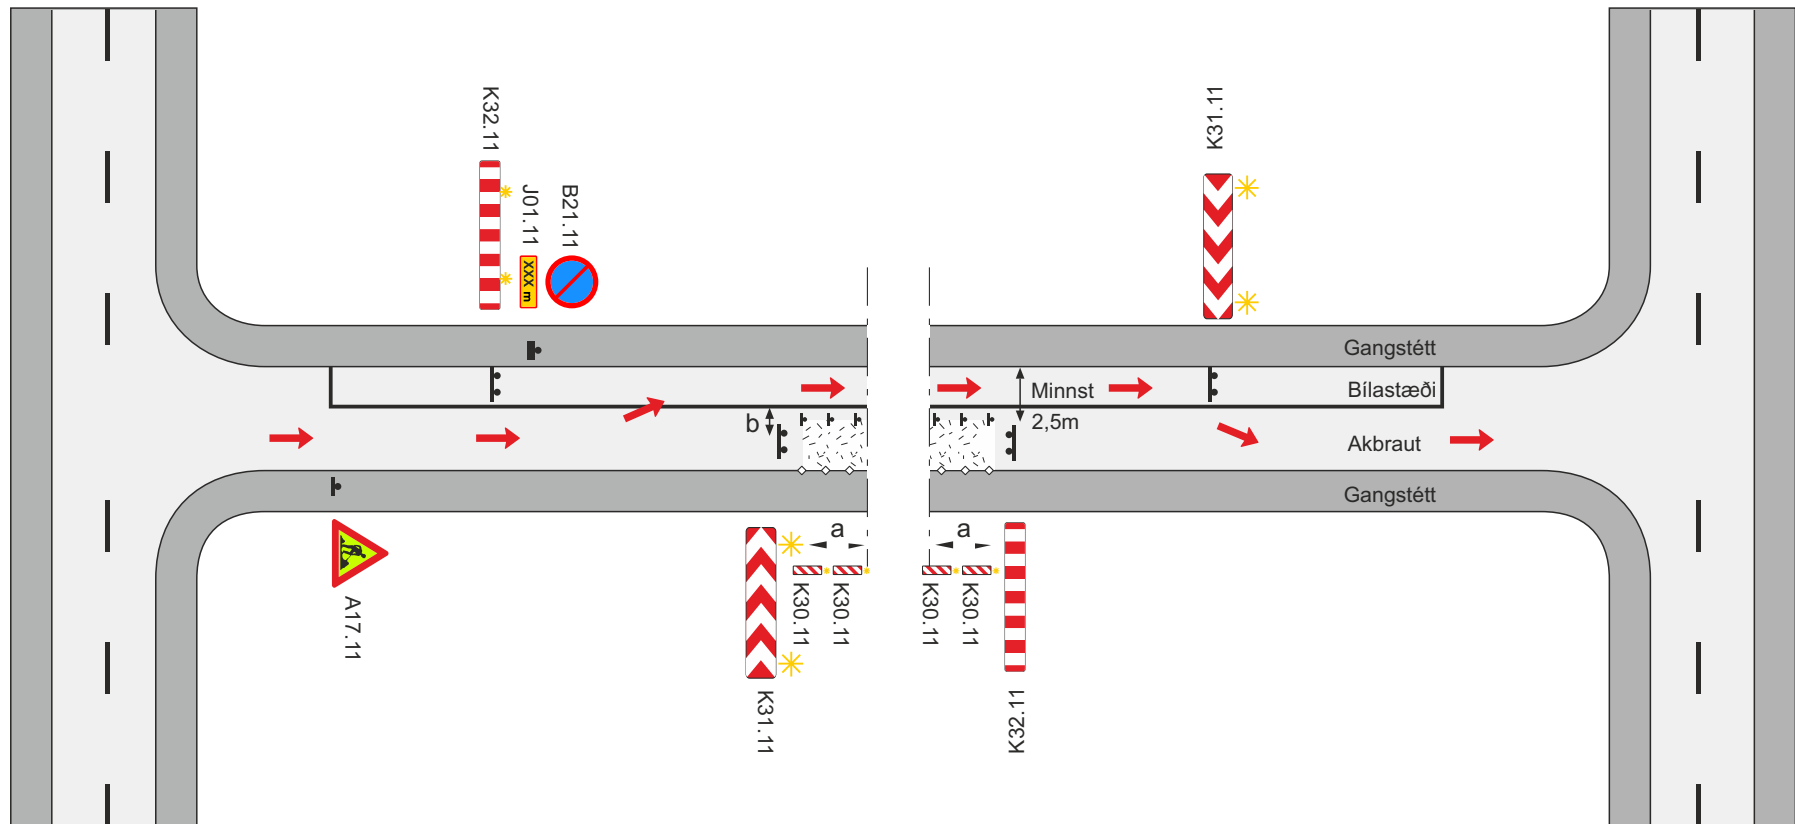 K32.11
J01.11
XXX m
B21.11
K31.11
Gangstétt
Minnst
2,5m
Bílastæði
b
Akbraut
Gangstétt
a
a
A17.11
K31.11
K30.11
K30.11
K30.11
K30.11
K32.11